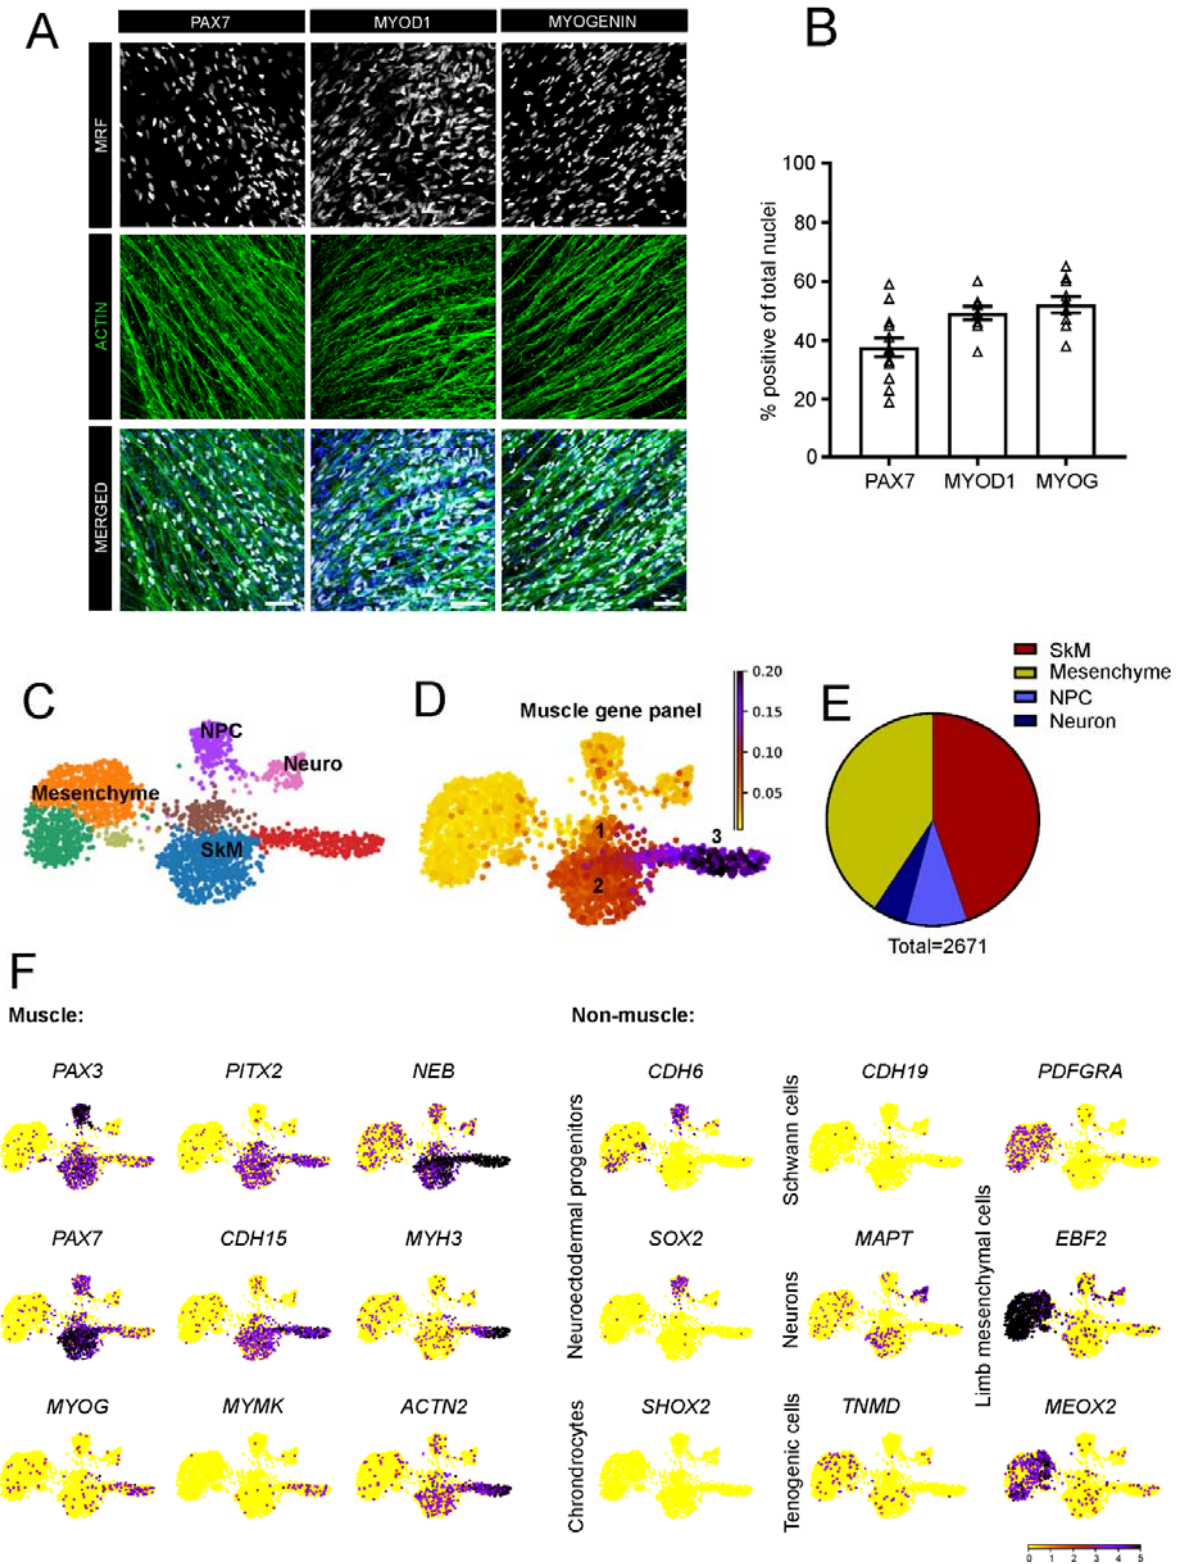 A
PAX7
MYOD1
MYOGENIN
MRF
ACTIN
MERGED
B
% positive of total nuclei
100
80
60
40
20
0
PAX7
MYOD1
MYOG
C
NPC
Neuro
Mesenchyme
SkM
D
Muscle gene panel
0.20
0.15
0.10
0.05
1
2
3
E
SkM
Mesenchyme
NPC
Neuron
Total=2671
F
Muscle:
Non-muscle:
PAX3
PITX2
NEB
PAX7
CDH15
MYH3
MYOG
MYMK
ACTN2
Neuroectodermal progenitors
CDH6
SOX2
Chrondrocytes
SHOX2
Schwann cells
CDH19
Neurons
MAPT
Tenogenic cells
TNMD
Limb mesenchymal cells
PDFGRA
EBF2
MEOX2
0 1 2 3 4 5